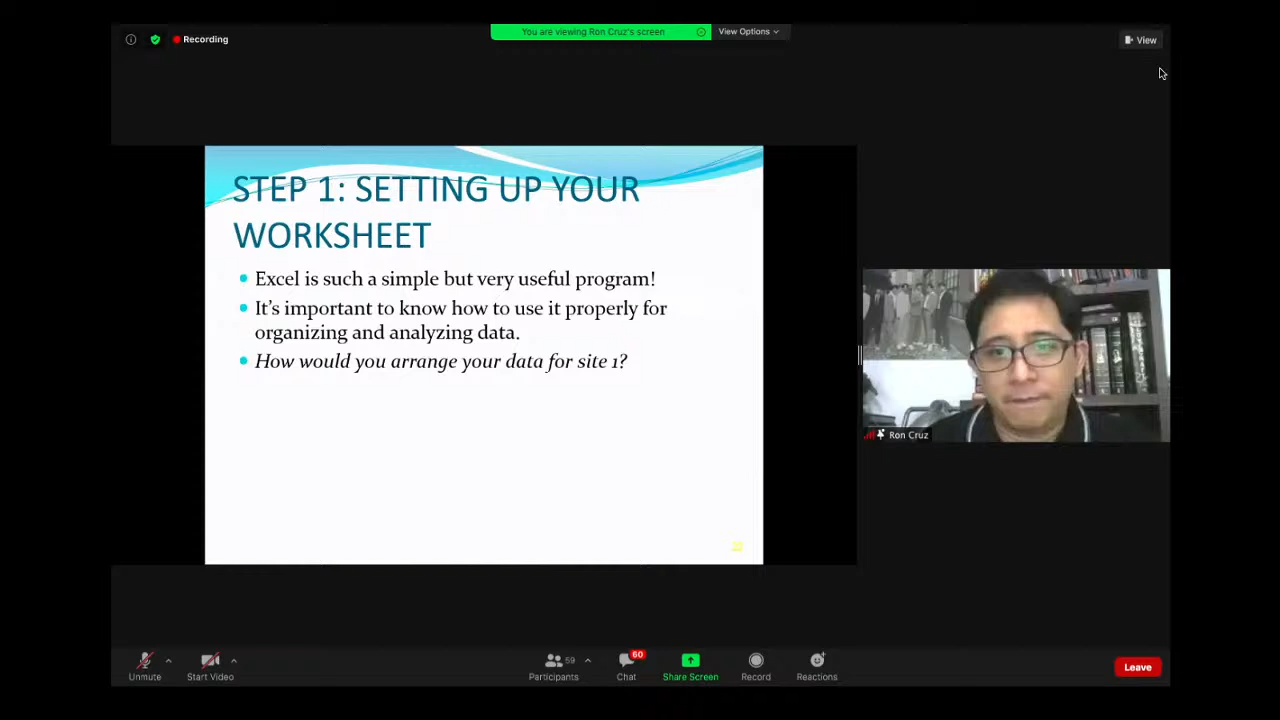 Recording
You are viewing Ron Cruz's screen
View Options
View
STEP 1: SETTING UP YOUR
WORKSHEET
• Excel is such a simple but very useful program!
• It's important to know how to use it properly for
organizing and analyzing data.
• How would you arrange your data for site 1?
Ron Cruz
Unmute
Start Video
59
Participants
60
Chat
Share Screen
Record
Reactions
Leave